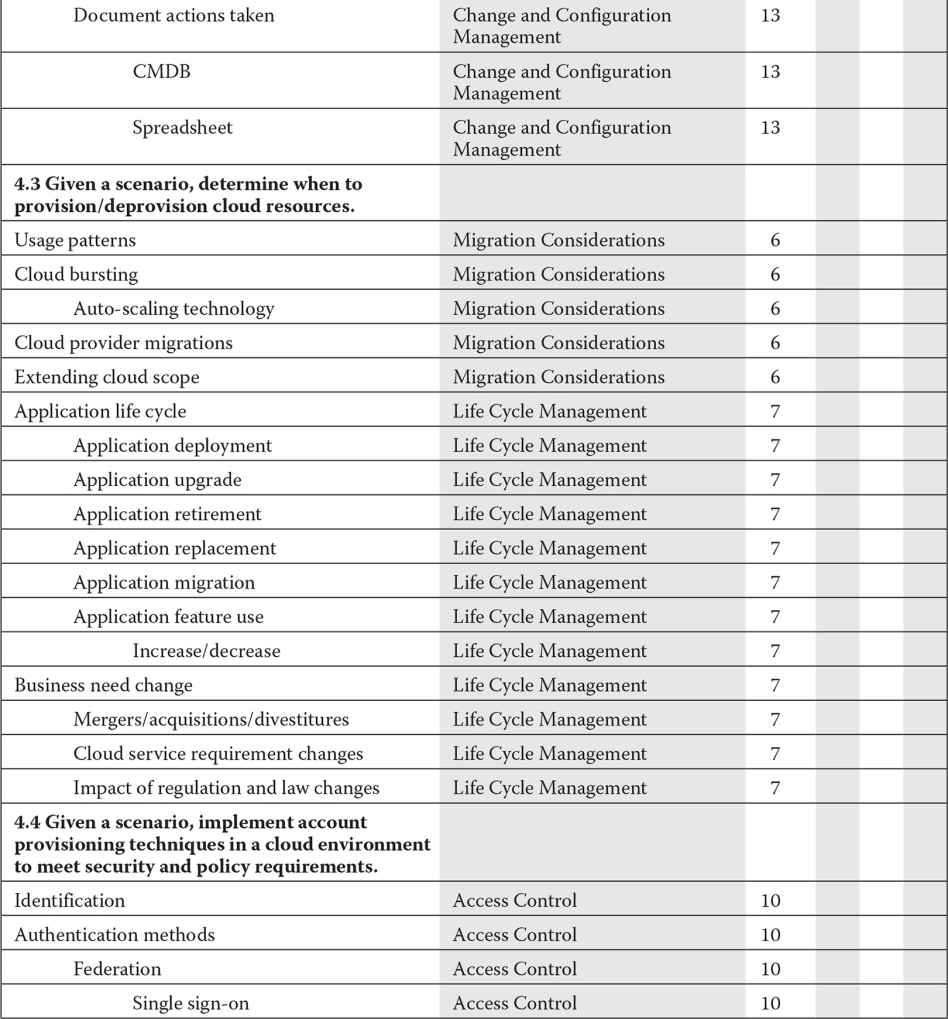 Document actions taken Change and Configuration 13
Management
CMDB Change and Configuration 13
Management
Spreadsheet Change and Configuration 13
Management
4.3 Given a scenario, determine when to
provision/deprovision cloud resources.
Usage patterns Migration Considerations 6
Cloud bursting Migration Considerations 6
Auto-scaling technology Migration Considerations 6
Cloud provider migrations Migration Considerations 6
Extending cloud scope Migration Considerations 6
Application life cycle Life Cycle Management 7
Application deployment Life Cycle Management 7
Application upgrade Life Cycle Management 7
Application retirement Life Cycle Management 7
Application replacement Life Cycle Management 7
Application migration Life Cycle Management 7
Application feature use Life Cycle Management 7
Increase/decrease Life Cycle Management 7
Business need change Life Cycle Management 7
Mergers/acquisitions/divestitures Life Cycle Management 7
Cloud service requirement changes Life Cycle Management 7
Impact of regulation and law changes Life Cycle Management 7
4.4 Given a scenario, implement account
provisioning techniques in a cloud environment
to meet security and policy requirements.
Identification Access Control 10
Authentication methods Access Control 10
Federation Access Control 10
Single sign-on Access Control 10